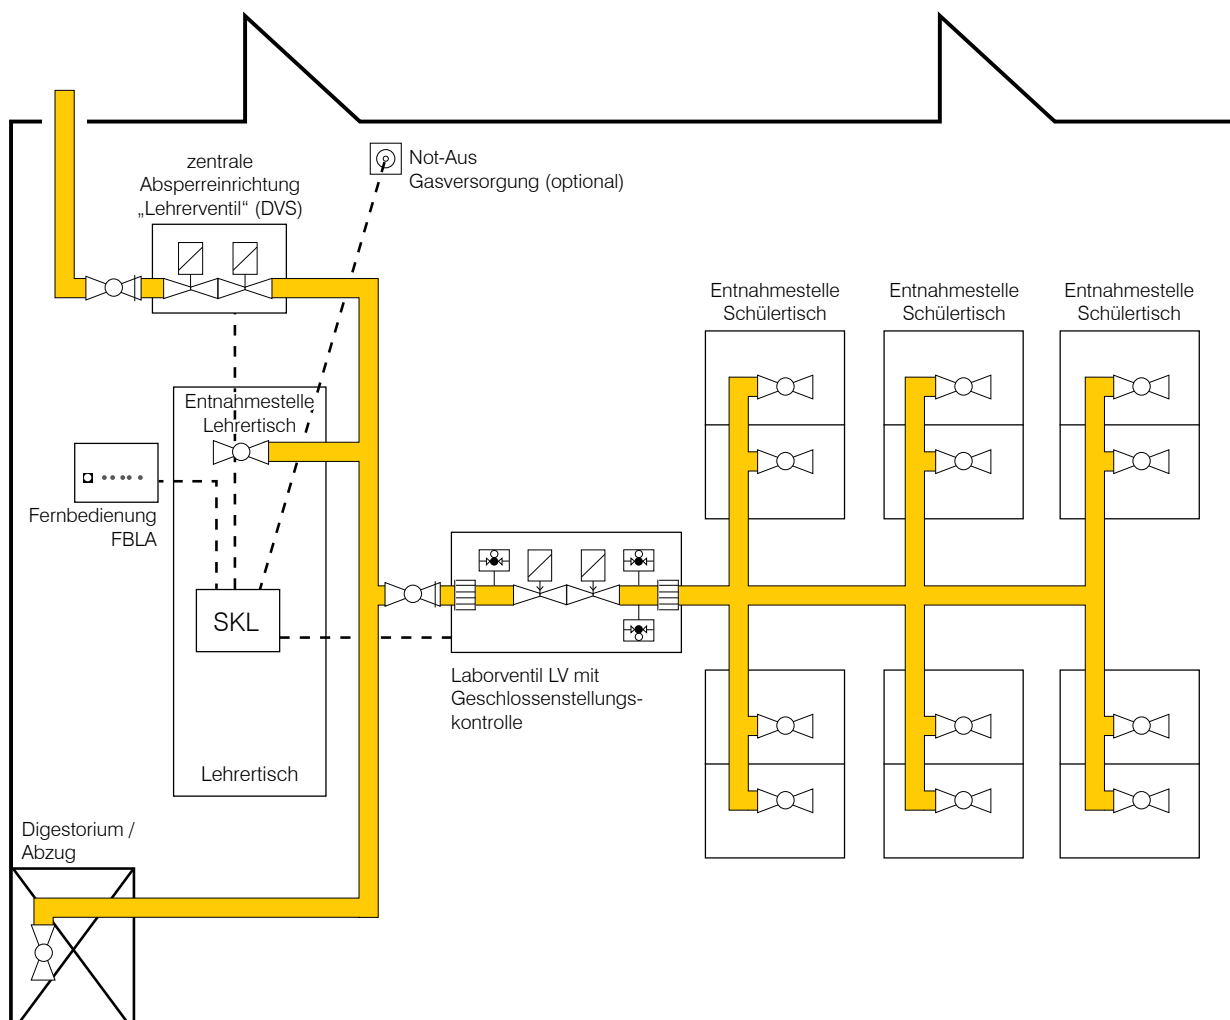 zentrale
Absperreinrichtung
„Lehrerventil“ (DVS)
Not-Aus
Gasversorgung (optional)
Entnahmestelle
Schülertisch
Entnahmestelle
Schülertisch
Entnahmestelle
Schülertisch
Entnahmestelle
Lehrertisch
Fernbedienung
FBLA
SKL
Laborventil LV mit
Geschlossenstellungs-
kontrolle
Lehrertisch
Digestorium /
Abzug